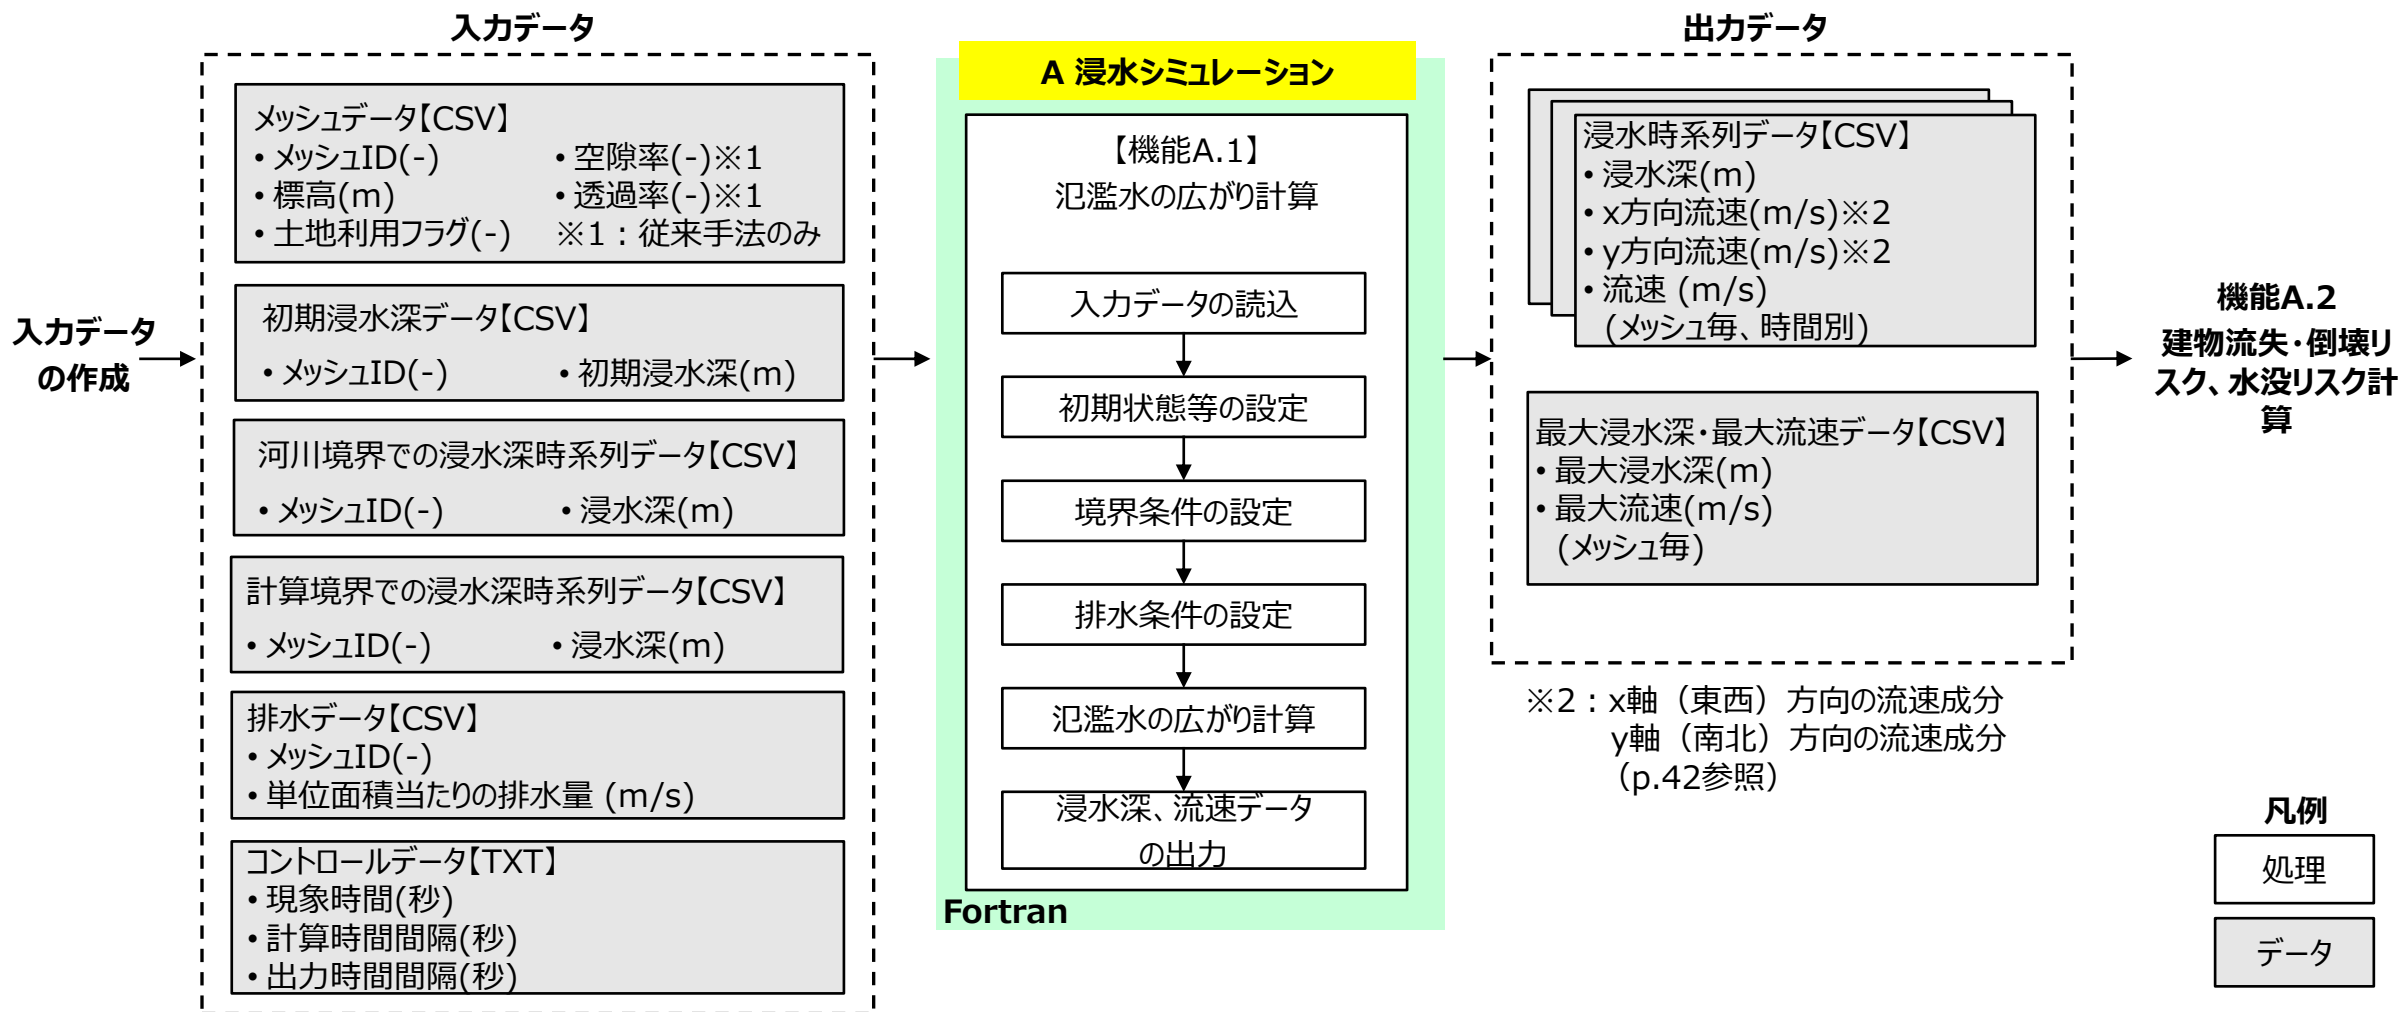 入力データ
入力データ
の作成
メッシュデータ【CSV】
• メッシュID(-)
• 空隙率(-)※1
• 標高(m)
• 透過率(-)※1
• 土地利用フラグ(-)
※1：従来手法のみ
初期浸水深データ【CSV】
• メッシュID(-)
• 初期浸水深(m)
河川境界での浸水深時系列データ【CSV】
• メッシュID(-)
• 浸水深(m)
計算境界での浸水深時系列データ【CSV】
• メッシュID(-)
• 浸水深(m)
排水データ【CSV】
• メッシュID(-)
• 単位面積当たりの排水量 (m/s)
コントロールデータ【TXT】
• 現象時間(秒)
• 計算時間間隔(秒)
• 出力時間間隔(秒)
A 浸水シミュレーション
【機能A.1】
氾濫水の広がり計算
入力データの読込
初期状態等の設定
境界条件の設定
排水条件の設定
氾濫水の広がり計算
浸水深、流速データ
の出力
Fortran
出力データ
浸水時系列データ【CSV】
• 浸水深(m)
• x方向流速(m/s)※2
• y方向流速(m/s)※2
• 流速 (m/s)
(メッシュ毎、時間別)
最大浸水深・最大流速データ【CSV】
• 最大浸水深(m)
• 最大流速(m/s)
(メッシュ毎)
※2：x軸（東西）方向の流速成分
y軸（南北）方向の流速成分
（p.42参照）
機能A.2
建物流失・倒壊リ
スク、水没リスク計
算
凡例
処理
データ